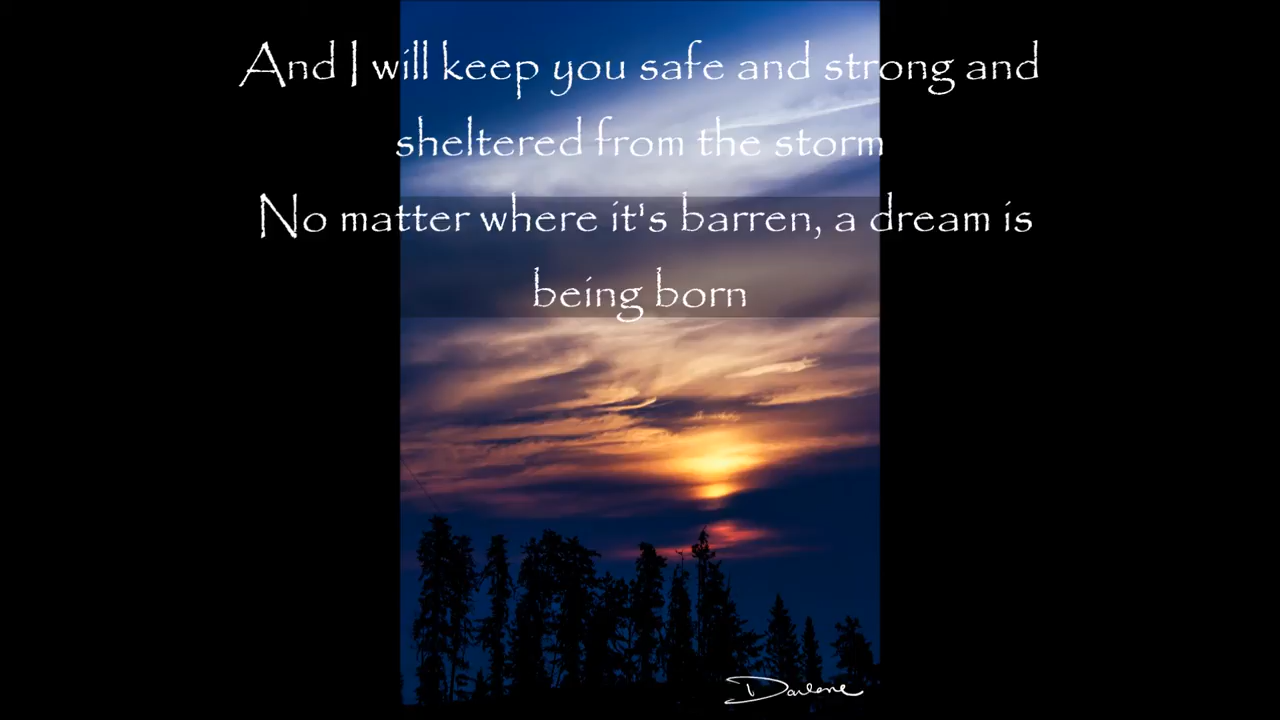 And I will keep you safe and strong and
sheltered from the storm
No matter where it's barren, a dream is
being born
Darlene